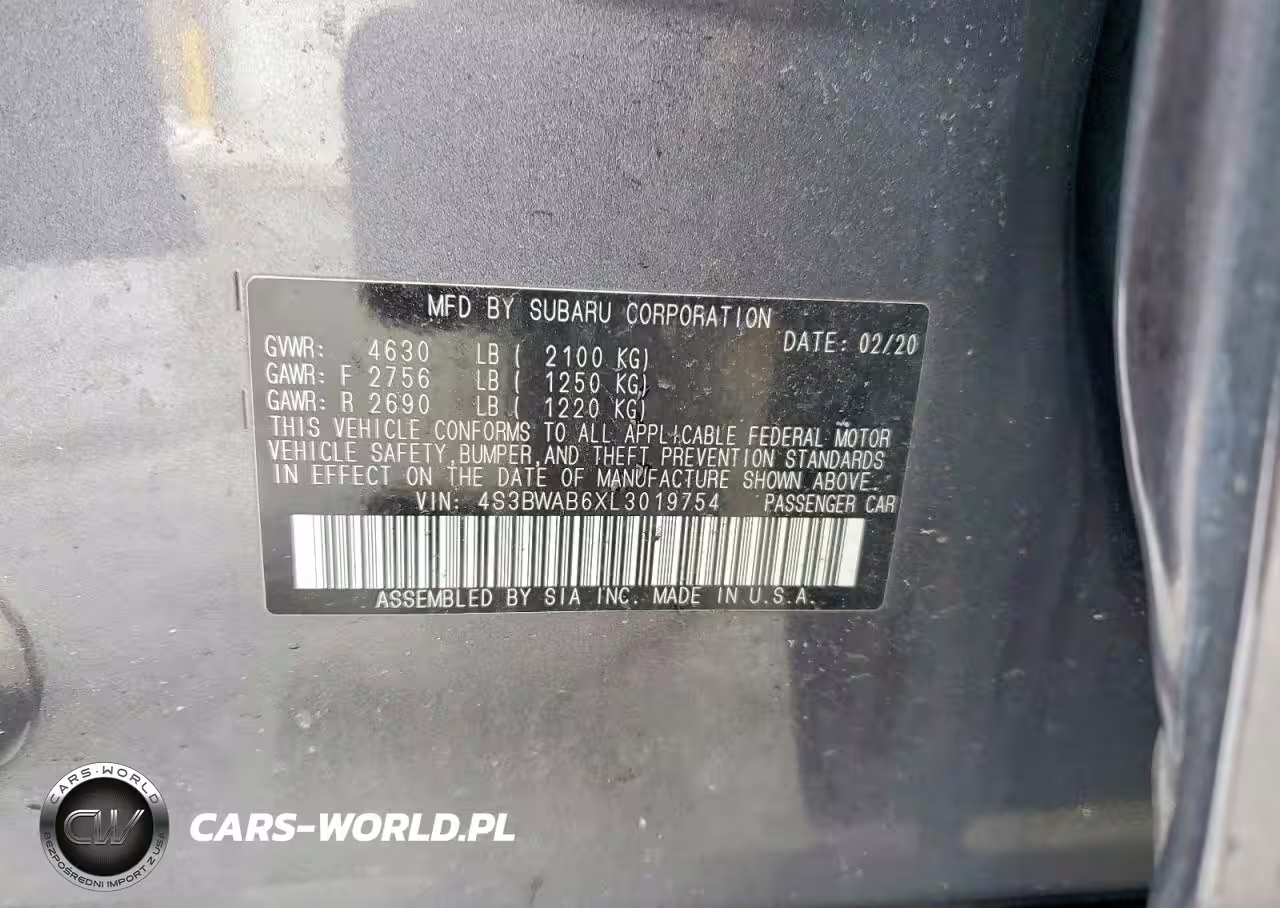 MFD BY SUBARU CORPORATION
DATE: 02/20
GVWR: 4630 LB ( 2100 KG)
GAWR: F 2756 LB ( 1250 KG)
GAWR: R 2690 LB ( 1220 KG)
THIS VEHICLE CONFORMS TO ALL APPLICABLE FEDERAL MOTOR
VEHICLE SAFETY,BUMPER,AND THEFT PREVENTION STANDARDS
IN EFFECT ON THE DATE OF MANUFACTURE SHOWN ABOVE.
VIN: 4S3BWAB6XL3019754 PASSENGER CAR
ASSEMBLED BY SIA INC. MADE IN U.S.A.
CARS-WORLD
CW
BEZPOŚREDNI IMPORT Z USA
CARS-WORLD.PL